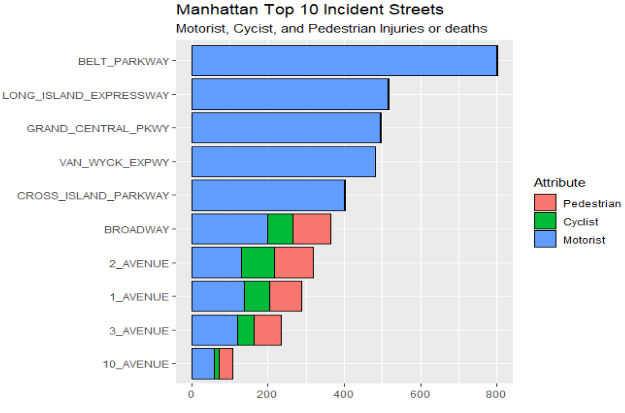 Manhattan Top 10 Incident Streets
Motorist, Cycist, and Pedestrian Injuries or deaths
BELT_PARKWAY
LONG_ISLAND_EXPRESSWAY
GRAND_CENTRAL_PKWY
VAN_WYCK_EXPWY
CROSS_ISLAND_PARKWAY
BROADWAY
2_AVENUE
1_AVENUE
3_AVENUE
10_AVENUE
0 200 400 600 800
Attribute
Pedestrian
Cyclist
Motorist